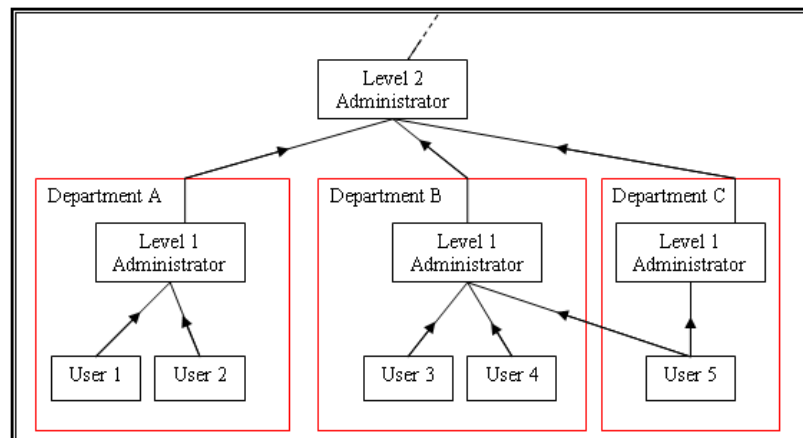 Level 2
Administrator
Department A
Department B
Department C
Level 1
Administrator
Level 1
Administrator
Level 1
Administrator
User 1
User 2
User 3
User 4
User 5